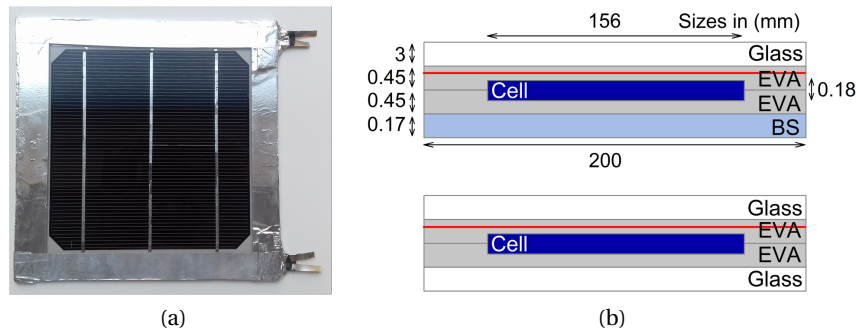 156
Sizes in (mm)
3
Glass
0.45
EVA
Cell
0.18
0.45
EVA
0.17
BS
200
Glass
EVA
Cell
EVA
Glass
(a)
(b)